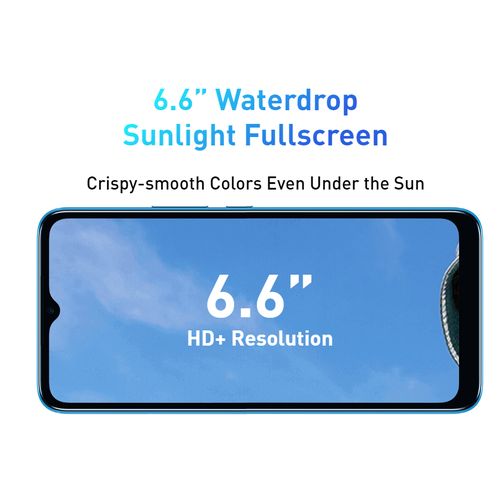 6.6” Waterdrop
Sunlight Fullscreen
Crispy-smooth Colors Even Under the Sun
6.6”
HD+ Resolution